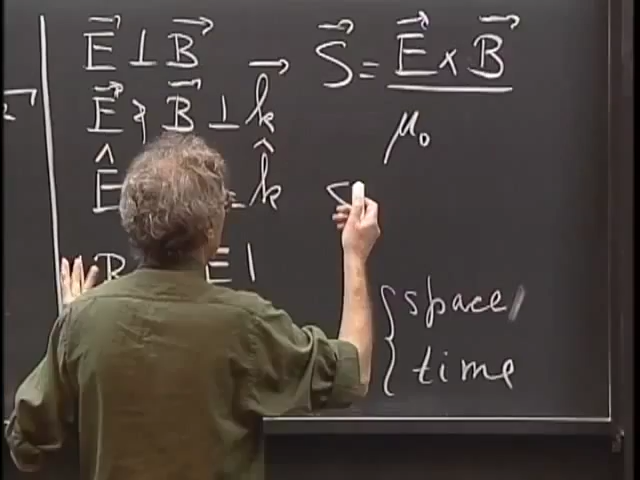 E⃗ ⊥ B⃗
E⃗ & B⃗ ⊥ k⃗
Ê k̂
B E |
S⃗ = E⃗ × B⃗ / μ₀
{ space,
time